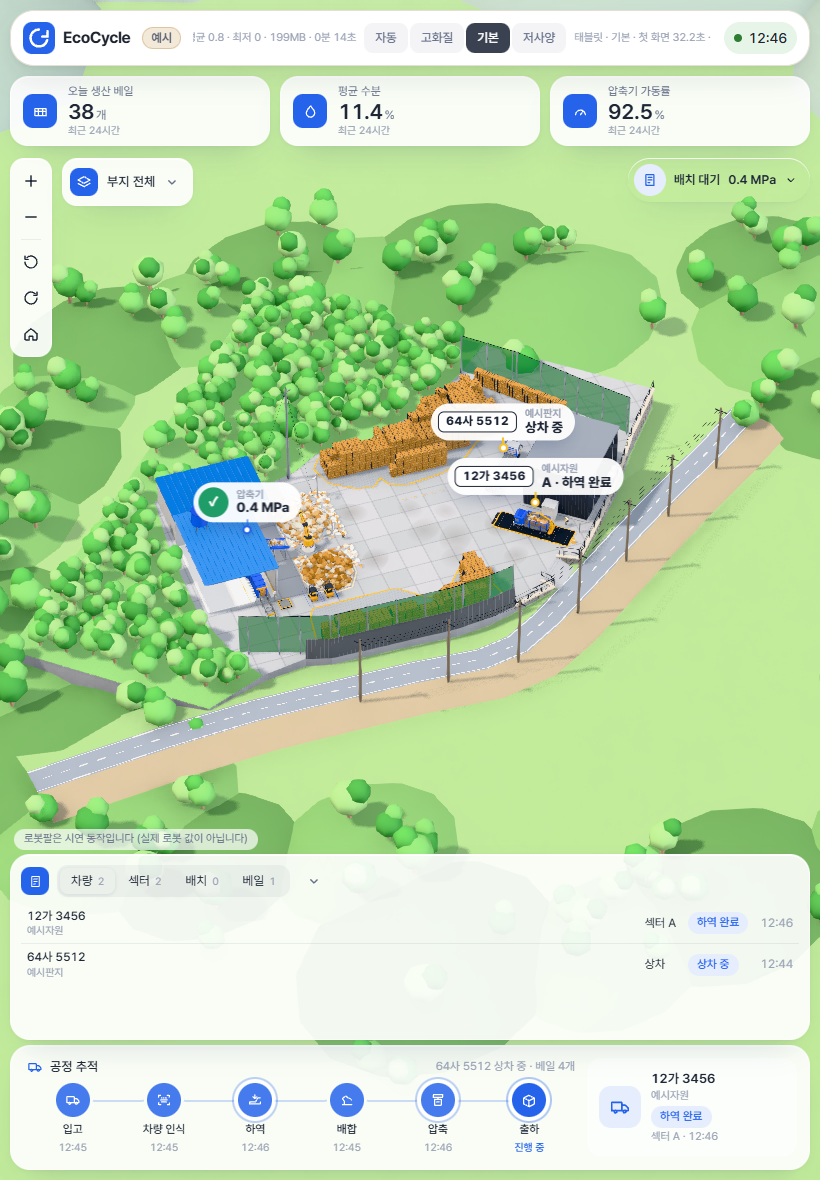 EcoCycle
예시
평균 0.8 · 최저 0 · 199MB · 0분 14초
자동
고화질
기본
저사양
태블릿 · 기본 · 첫 화면 32.2초 ·
12:46
오늘 생산 베일
38개
최근 24시간
평균 수분
11.4%
최근 24시간
압축기 가동률
92.5%
최근 24시간
부지 전체
배치 대기 0.4 MPa
64사 5512
예시판지
상차 중
12가 3456
예시자원
A · 하역 완료
압축기
0.4 MPa
로봇팔은 시연 동작입니다 (실제 로봇 값이 아닙니다)
차량 2
섹터 2
배치 0
베일 1
12가 3456
예시자원
섹터 A
하역 완료
12:46
64사 5512
예시판지
상차
상차 중
12:44
공정 추적
64사 5512 상차 중 · 베일 4개
입고
12:45
차량 인식
12:45
하역
12:46
배합
12:45
압축
12:46
출하
진행 중
12가 3456
예시자원
하역 완료
섹터 A · 12:46